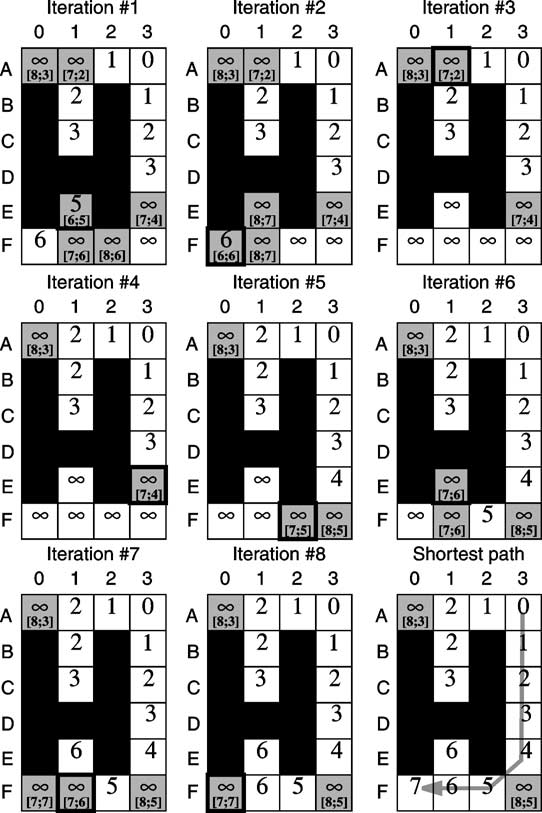 Iteration #1
0 1 2 3
A ∞ ∞ 1 0
[8;3] [7;2]
B 2 1
C 3 2
D 3
E 5 ∞
[6;5] [7;4]
F 6 ∞ ∞ ∞
[7;6] [8;6]
Iteration #2
0 1 2 3
A ∞ ∞ 1 0
[8;3] [7;2]
B 2 1
C 3 2
D 3
E ∞ ∞
[8;7] [7;4]
F 6 ∞ ∞ ∞
[6;6] [8;7]
Iteration #3
0 1 2 3
A ∞ ∞ 1 0
[8;3] [7;2]
B 2 1
C 3 2
D 3
E ∞ ∞
[7;4]
F ∞ ∞ ∞ ∞
Iteration #4
0 1 2 3
A ∞ 2 1 0
[8;3]
B 2 1
C 3 2
D 3
E ∞ ∞
[7;4]
F ∞ ∞ ∞ ∞
Iteration #5
0 1 2 3
A ∞ 2 1 0
[8;3]
B 2 1
C 3 2
D 3
E ∞ 4
F ∞ ∞ ∞ ∞
[7;5] [8;5]
Iteration #6
0 1 2 3
A ∞ 2 1 0
[8;3]
B 2 1
C 3 2
D 3
E ∞ 4
[7;6]
F ∞ ∞ 5 ∞
[7;6] [8;5]
Iteration #7
0 1 2 3
A ∞ 2 1 0
[8;3]
B 2 1
C 3 2
D 3
E 6 4
F ∞ ∞ 5 ∞
[7;7] [7;6] [8;5]
Iteration #8
0 1 2 3
A ∞ 2 1 0
[8;3]
B 2 1
C 3 2
D 3
E 6 4
F ∞ 6 5 ∞
[7;7] [8;5]
Shortest path
0 1 2 3
A ∞ 2 1 0
[8;3]
B 2 1
C 3 2
D 3
E 6 4
F 7 6 5 ∞
[8;5]